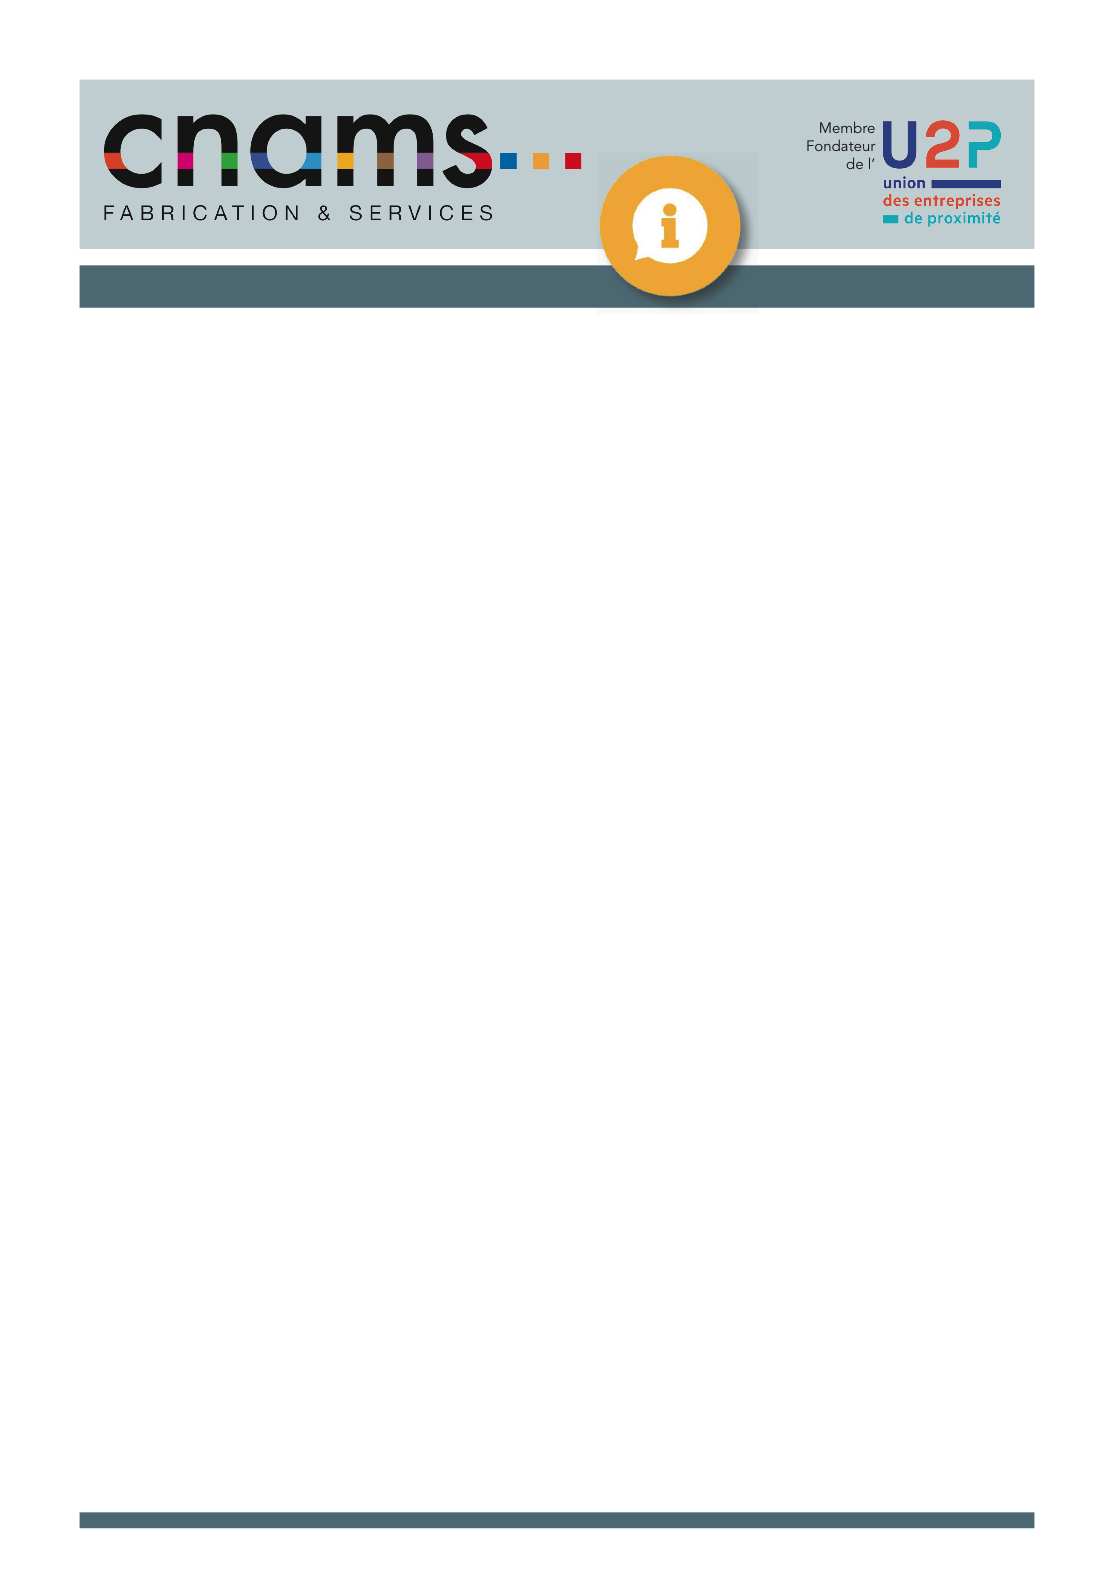 cnams
FABRICATION & SERVICES
i
Membre
Fondateur
de l’
U2P
union
des entreprises
de proximité